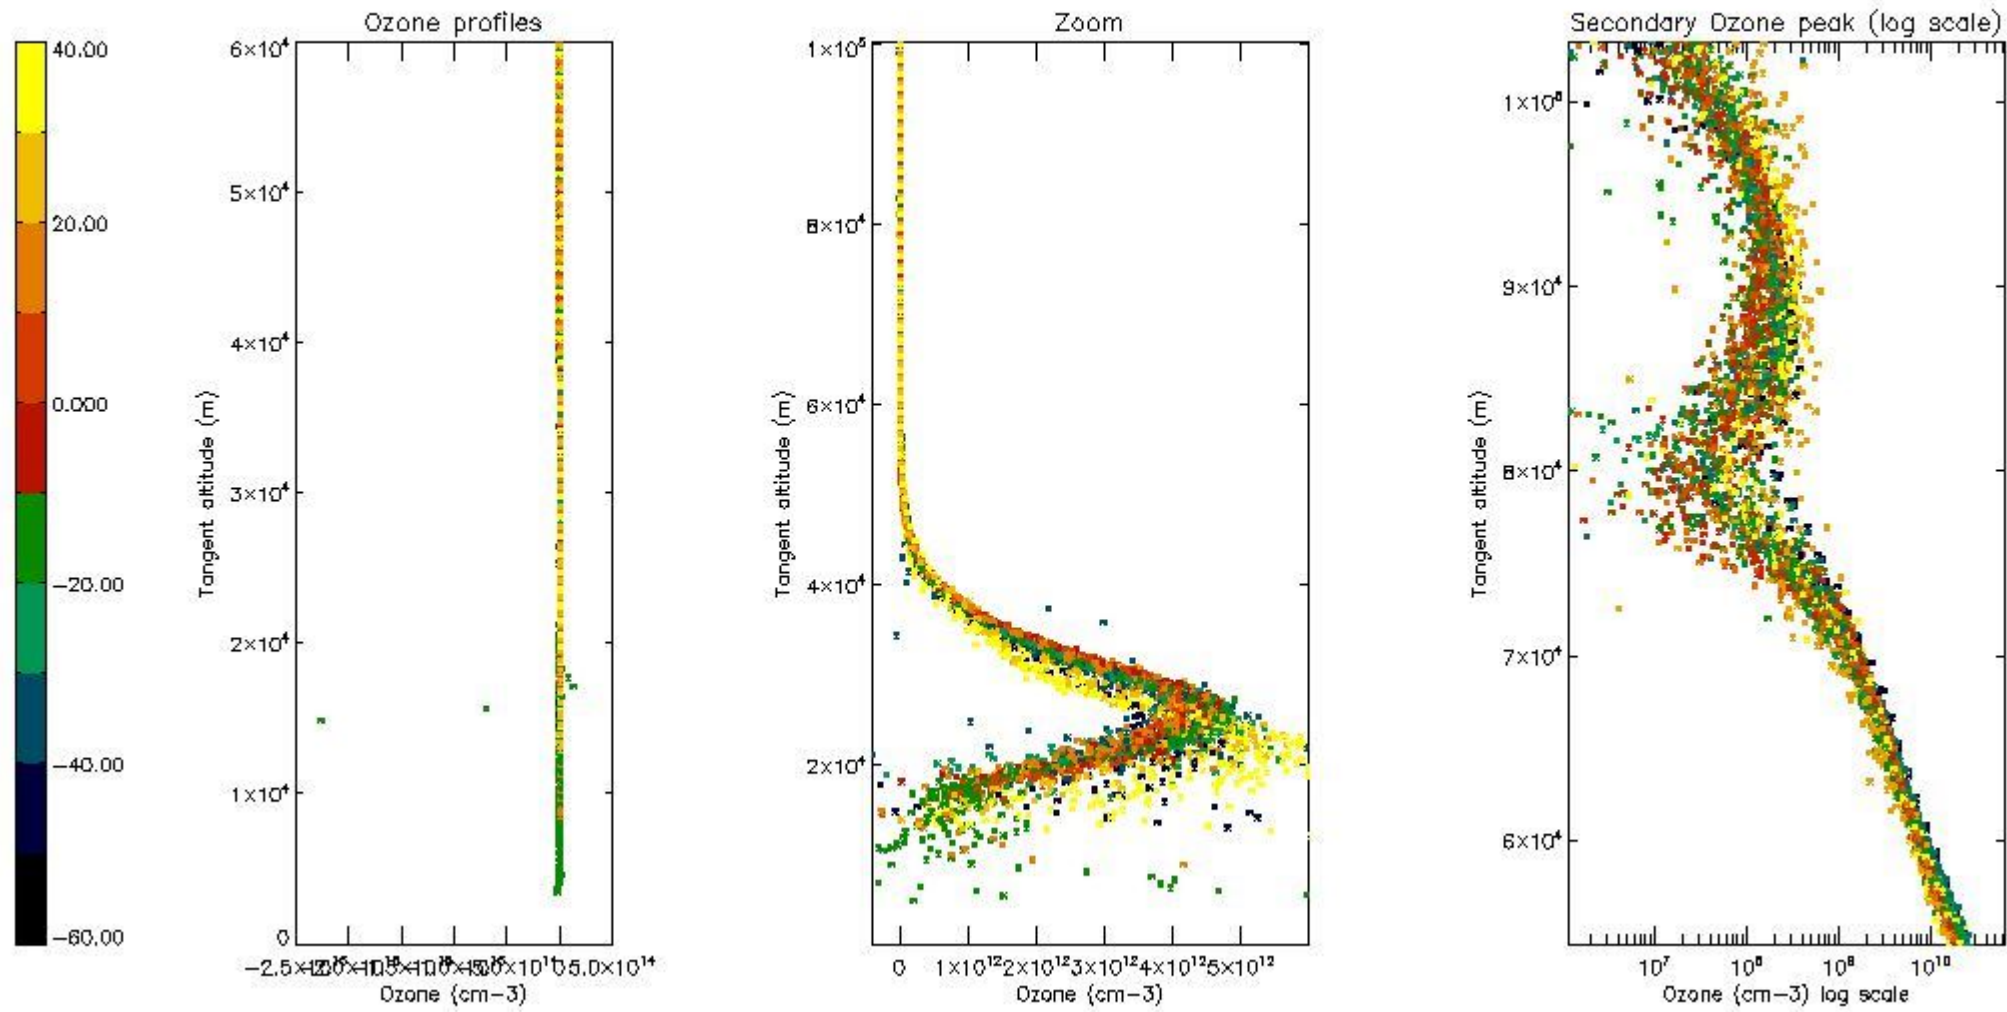 Ozone profiles
Zoom
Secondary Ozone peak (log scale)
40.00
20.00
0.000
−20.00
−40.00
−60.00
6×10⁴
5×10⁴
4×10⁴
3×10⁴
2×10⁴
1×10⁴
0
Tangent altitude (m)
5.0×10¹⁴
Ozone (cm−3)
1×10⁵
8×10⁴
6×10⁴
4×10⁴
2×10⁴
Tangent altitude (m)
0 1×10¹² 2×10¹² 3×10¹² 4×10¹² 5×10¹²
Ozone (cm−3)
1×10⁵
9×10⁴
8×10⁴
7×10⁴
6×10⁴
Tangent altitude (m)
10⁷ 10⁸ 10⁹ 10¹⁰
Ozone (cm−3) log scale